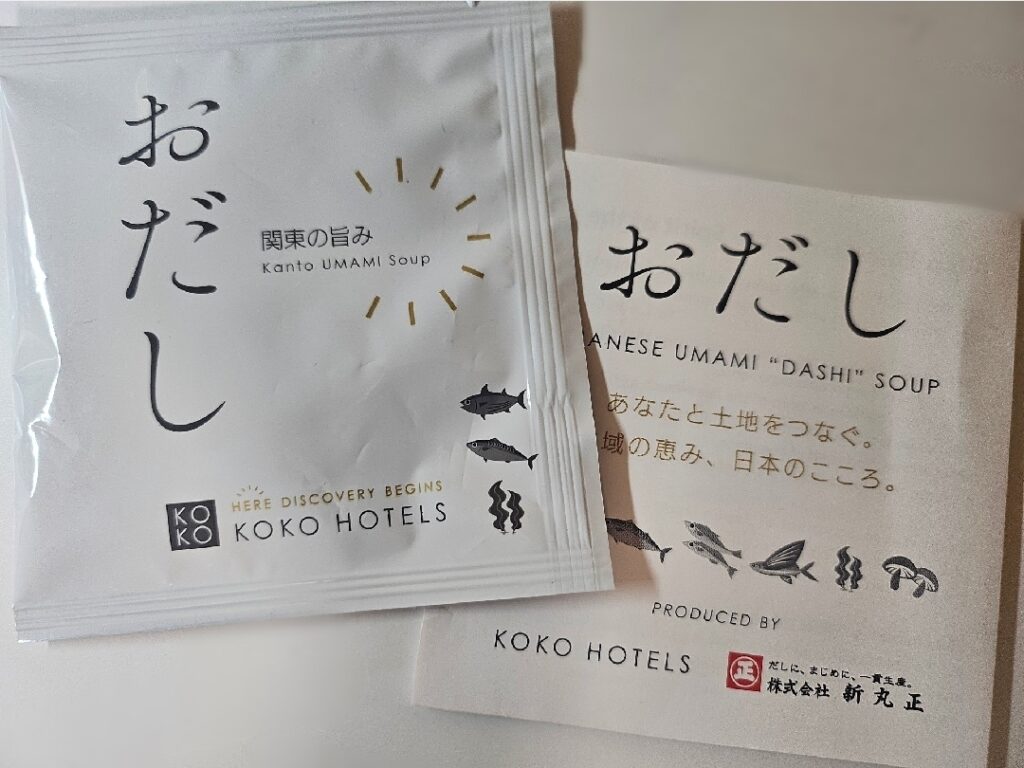 おだし
関東の旨み
Kanto UMAMI Soup
KO
KO
HERE DISCOVERY BEGINS
KOKO HOTELS
おだし
UMAMI "DASHI" SOUP
あなたと土地をつなぐ。
域の恵み、日本のこころ。
PRODUCED BY
KOKO HOTELS
正
だしに、まじめに、一貫生産。
株式会社 新丸正